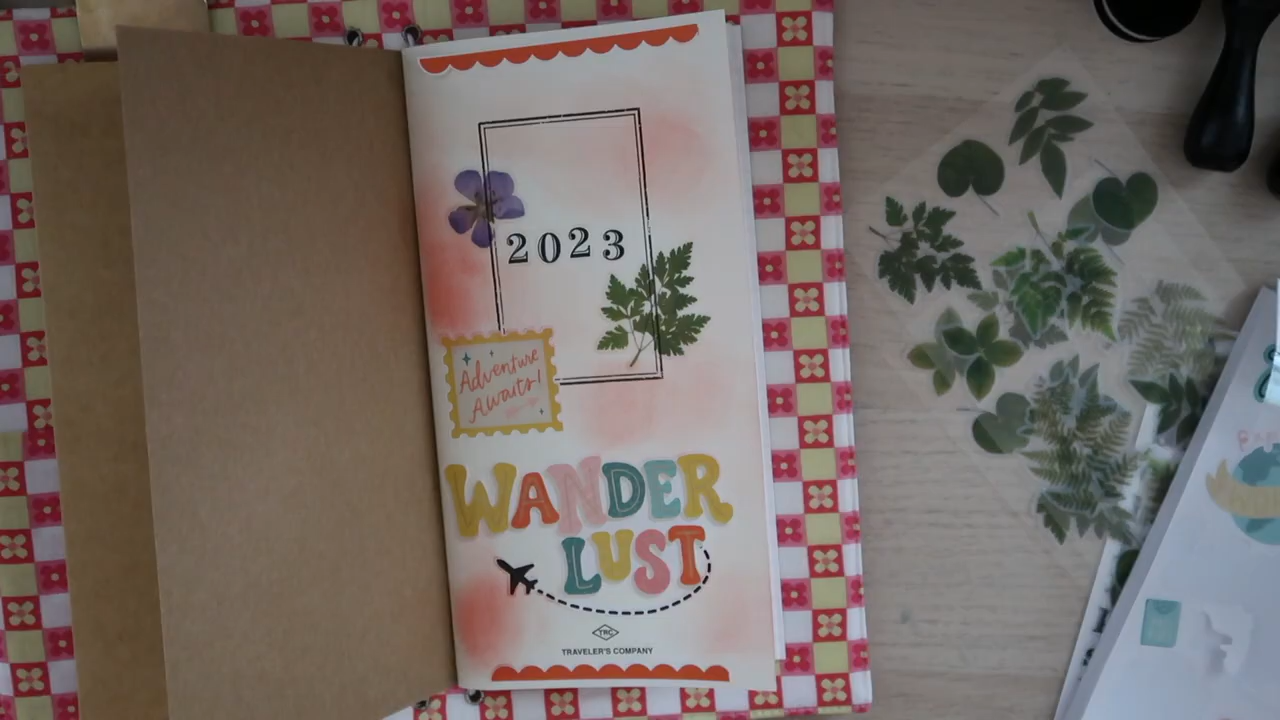 2023
Adventure
Awaits!
WANDER
LUST
TRC
TRAVELER'S COMPANY